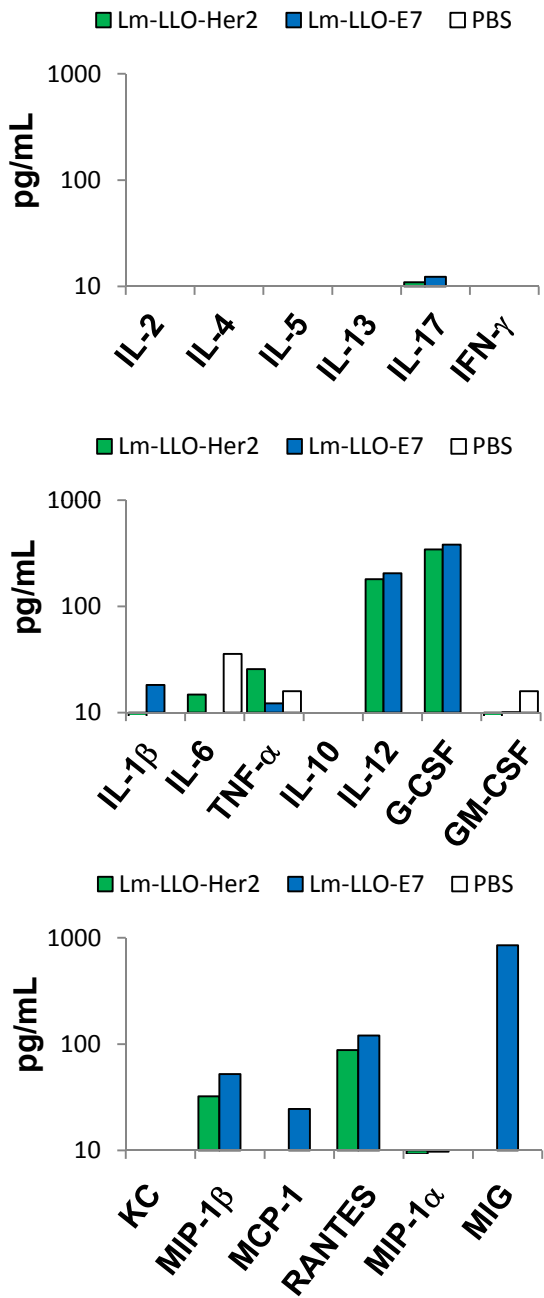 Lm-LLO-Her2 Lm-LLO-E7 PBS
1000
100
10
pg/mL
IL-2 IL-4 IL-5 IL-13 IL-17 IFN-γ
Lm-LLO-Her2 Lm-LLO-E7 PBS
1000
100
10
pg/mL
IL-1β IL-6 TNF-α IL-10 IL-12 G-CSF GM-CSF
Lm-LLO-Her2 Lm-LLO-E7 PBS
1000
100
10
pg/mL
KC MIP-1β MCP-1 RANTES MIP-1α MIG